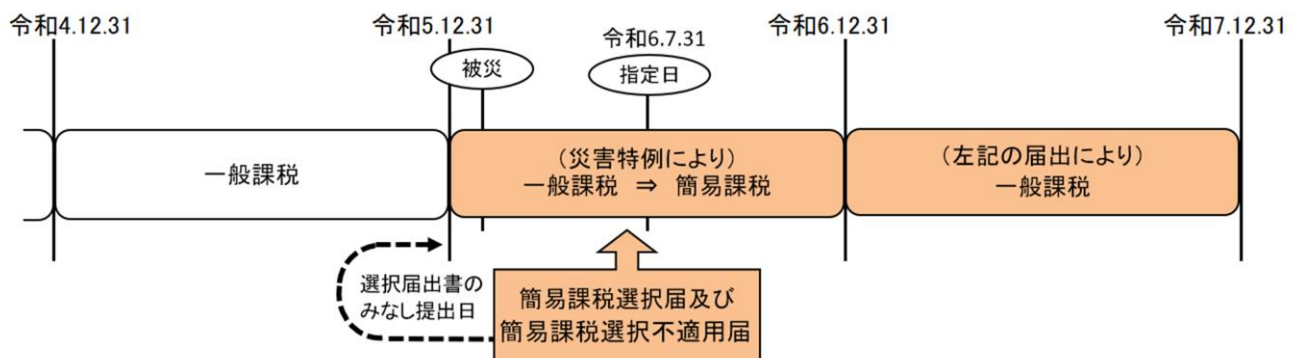 令和4.12.31
令和5.12.31
令和6.7.31
令和6.12.31
令和7.12.31
被災
指定日
一般課税
(災害特例により)
一般課税 ⇒ 簡易課税
(左記の届出により)
一般課税
選択届出書の
みなし提出日
簡易課税選択届及び
簡易課税選択不適用届